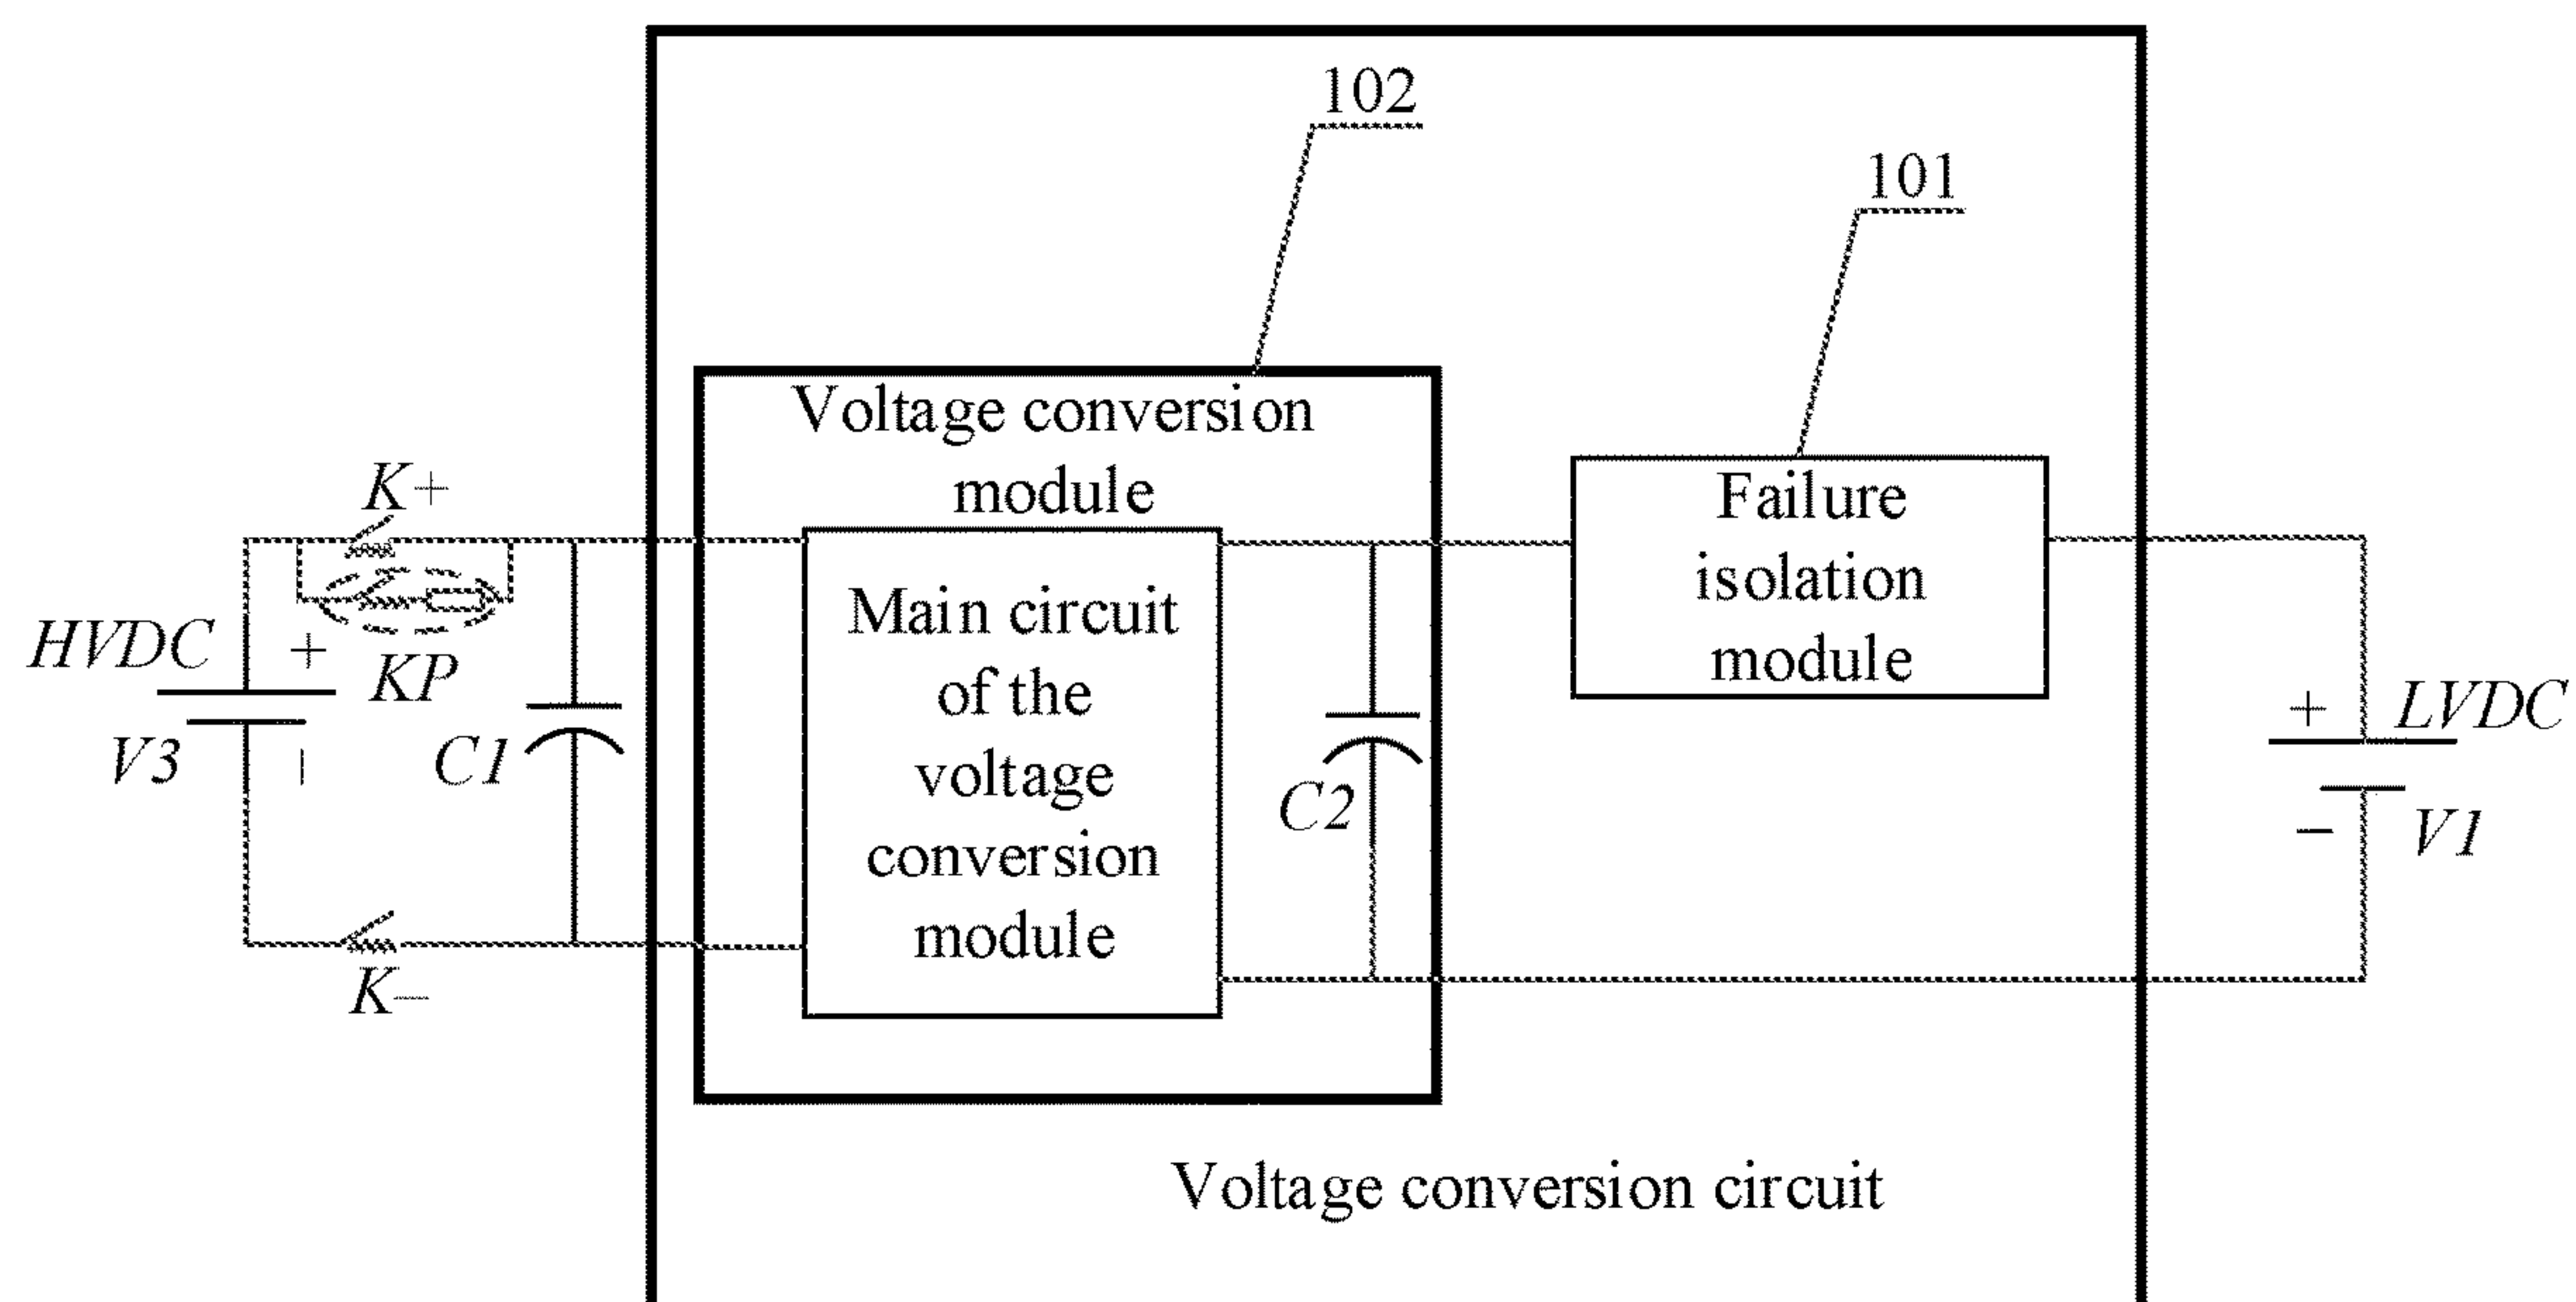 102
101
Voltage conversion
module
Failure
isolation
module
K+
KP
HVDC
+
−
V3
C1
Main circuit
of the
voltage
conversion
module
C2
+
LVDC
−
V1
K−
Voltage conversion circuit